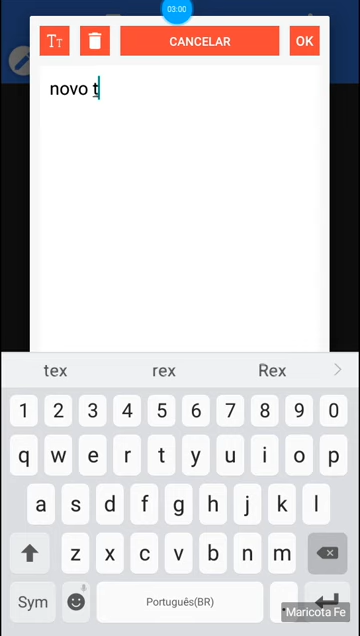 03:00
TT
CANCELAR
OK
novo t
tex rex Rex
1 2 3 4 5 6 7 8 9 0
q w e r t y u i o p
a s d f g h j k l
z x c v b n m
Sym Português(BR) .
Maricota Fe